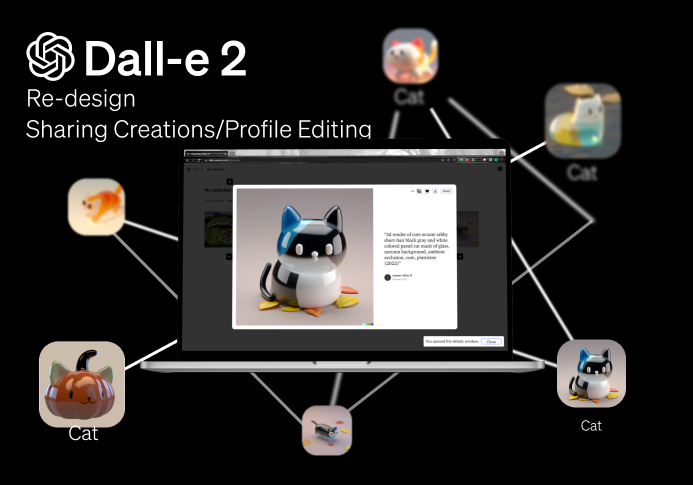 Dall-e 2
Re-design
Sharing Creations/Profile Editing
Cat
Cat
"3d render of cute octane tabby
short-hair black gray and white
colored pastel cat made of glass,
autumn background, ambient
occlusion, cute, plasticine
(2022)"
Share
You opened the details window.
Close
Cat
Cat